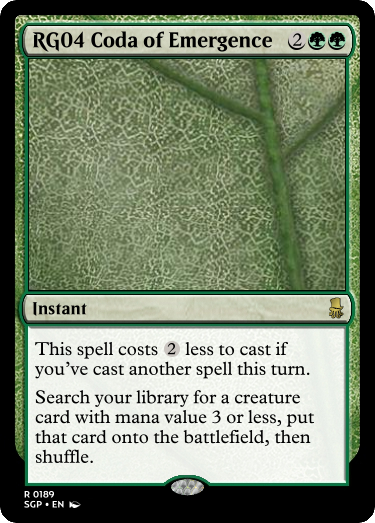 RG04 Coda of Emergence 2
Instant
This spell costs 2 less to cast if
you've cast another spell this turn.
Search your library for a creature
card with mana value 3 or less, put
that card onto the battlefield, then
shuffle.
R 0189
SGP • EN